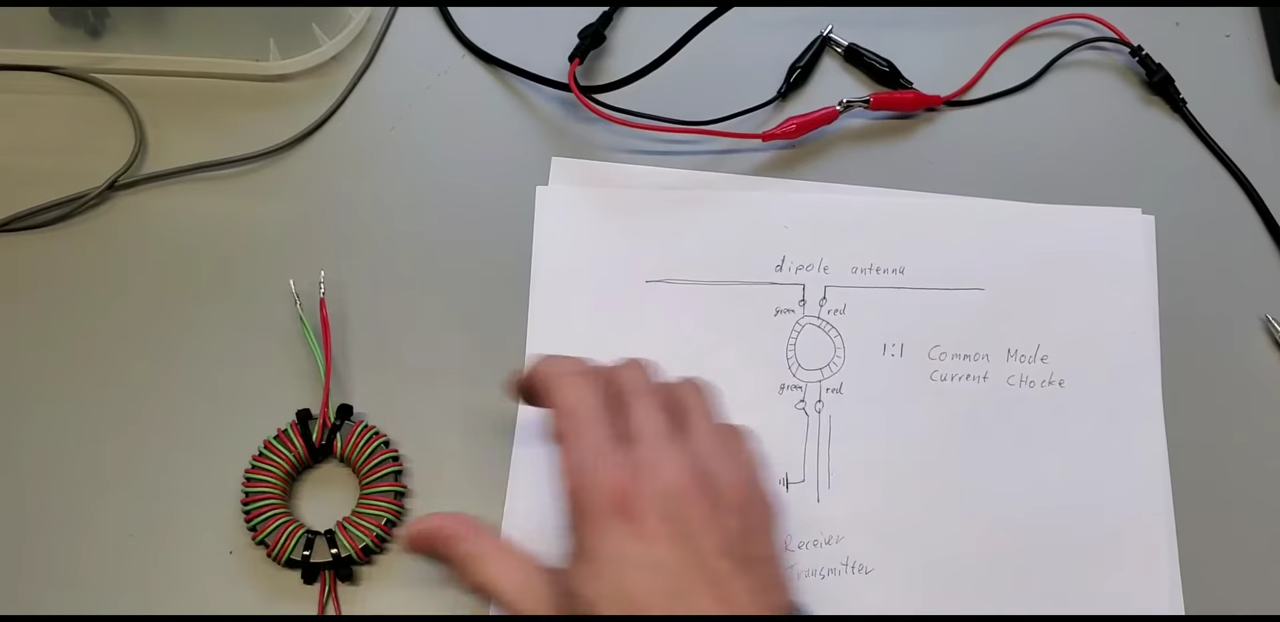 dipole antenna
green red
1:1 Common Mode
Current CHocke
green red
Receiver
Transmitter